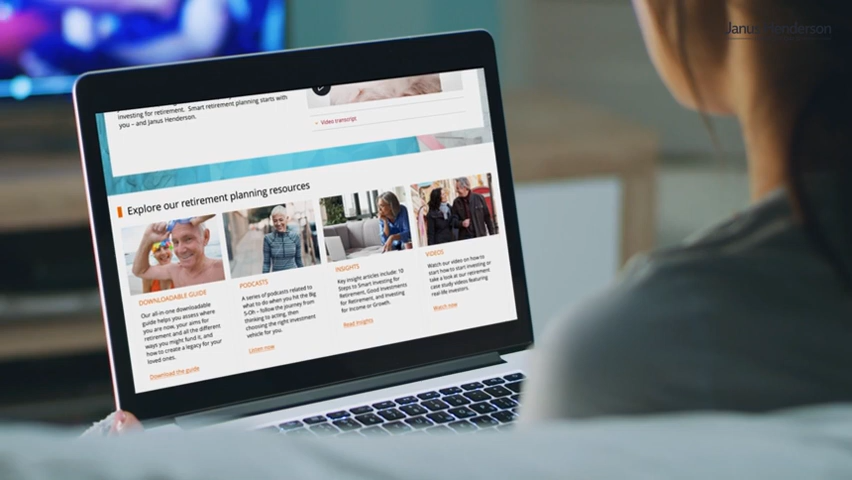 Janus Henderson
investing for retirement. Smart retirement planning starts with
you – and Janus Henderson.
Video transcript
Explore our retirement planning resources
DOWNLOADABLE GUIDE
Our all-in-one downloadable
guide helps you assess where
you are now, your aims for
retirement and all the different
ways you might fund it, and
how to create a legacy for your
loved ones.
Download the guide
PODCASTS
A series of podcasts related to
what to do when you hit the Big
5-Oh – follow the journey from
thinking to acting, then
choosing the right investment
vehicle for you.
Listen now
INSIGHTS
Key Insight articles include: 10
Steps to Smart Investing for
Retirement, Good Investments
for Retirement, and Investing
for Income or Growth.
Read insights
VIDEOS
Watch our video on how to
start how to start investing or
take a look at our retirement
case study videos featuring
real-life investors.
Watch now